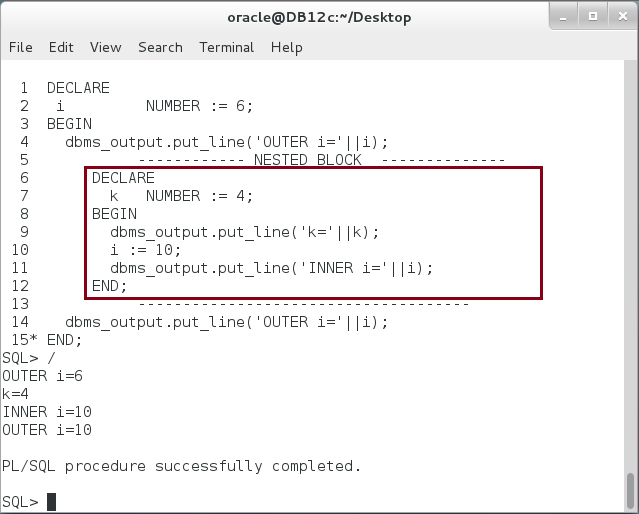 oracle@DB12c:~/Desktop
File Edit View Search Terminal Help
1 DECLARE
2 i NUMBER := 6;
3 BEGIN
4 dbms_output.put_line('OUTER i='||i);
5 ------------ NESTED BLOCK --------------
6 DECLARE
7 k NUMBER := 4;
8 BEGIN
9 dbms_output.put_line('k='||k);
10 i := 10;
11 dbms_output.put_line('INNER i='||i);
12 END;
13 -------------------------------------
14 dbms_output.put_line('OUTER i='||i);
15* END;
SQL> /
OUTER i=6
k=4
INNER i=10
OUTER i=10
PL/SQL procedure successfully completed.
SQL>